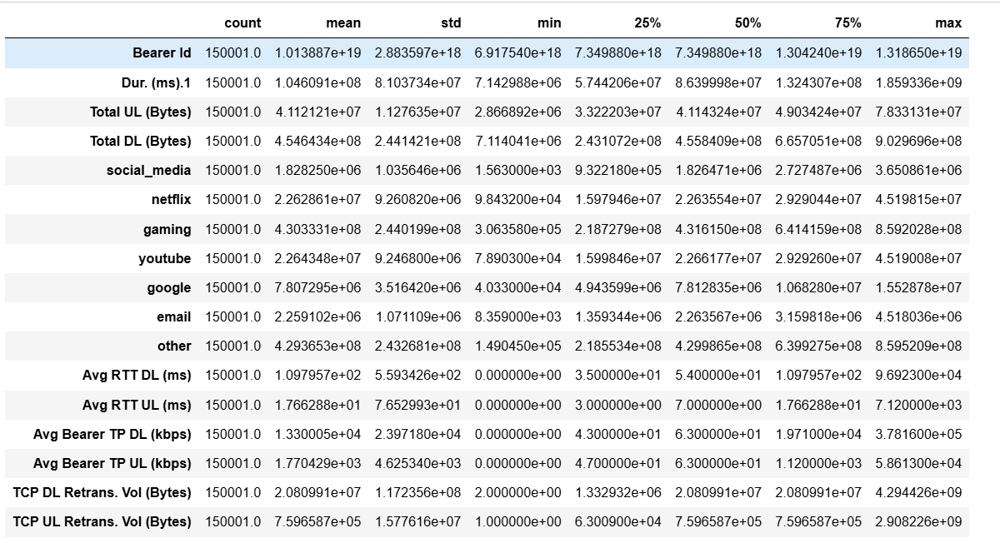 count mean std min 25% 50% 75% max
Bearer Id 150001.0 1.013887e+19 2.883597e+18 6.917540e+18 7.349880e+18 7.349880e+18 1.304240e+19 1.318650e+19
Dur. (ms).1 150001.0 1.046091e+08 8.103734e+07 7.142988e+06 5.744206e+07 8.639998e+07 1.324307e+08 1.859336e+09
Total UL (Bytes) 150001.0 4.112121e+07 1.127635e+07 2.866892e+06 3.322203e+07 4.114324e+07 4.903424e+07 7.833131e+07
Total DL (Bytes) 150001.0 4.546434e+08 2.441421e+08 7.114041e+06 2.431072e+08 4.558409e+08 6.657051e+08 9.029696e+08
social_media 150001.0 1.828250e+06 1.035646e+06 1.563000e+03 9.322180e+05 1.826471e+06 2.727487e+06 3.650861e+06
netflix 150001.0 2.262861e+07 9.260820e+06 9.843200e+04 1.597946e+07 2.263554e+07 2.929044e+07 4.519815e+07
gaming 150001.0 4.303331e+08 2.440199e+08 3.063580e+05 2.187279e+08 4.316150e+08 6.414159e+08 8.592028e+08
youtube 150001.0 2.264348e+07 9.246800e+06 7.890300e+04 1.599846e+07 2.266177e+07 2.929260e+07 4.519008e+07
google 150001.0 7.807295e+06 3.516420e+06 4.033000e+04 4.943599e+06 7.812835e+06 1.068280e+07 1.552878e+07
email 150001.0 2.259102e+06 1.071109e+06 8.359000e+03 1.359344e+06 2.263567e+06 3.159818e+06 4.518036e+06
other 150001.0 4.293653e+08 2.432681e+08 1.490450e+05 2.185534e+08 4.299865e+08 6.399275e+08 8.595209e+08
Avg RTT DL (ms) 150001.0 1.097957e+02 5.593426e+02 0.000000e+00 3.500000e+01 5.400000e+01 1.097957e+02 9.692300e+04
Avg RTT UL (ms) 150001.0 1.766288e+01 7.652993e+01 0.000000e+00 3.000000e+00 7.000000e+00 1.766288e+01 7.120000e+03
Avg Bearer TP DL (kbps) 150001.0 1.330005e+04 2.397180e+04 0.000000e+00 4.300000e+01 6.300000e+01 1.971000e+04 3.781600e+05
Avg Bearer TP UL (kbps) 150001.0 1.770429e+03 4.625340e+03 0.000000e+00 4.700000e+01 6.300000e+01 1.120000e+03 5.861300e+04
TCP DL Retrans. Vol (Bytes) 150001.0 2.080991e+07 1.172356e+08 2.000000e+00 1.332932e+06 2.080991e+07 2.080991e+07 4.294426e+09
TCP UL Retrans. Vol (Bytes) 150001.0 7.596587e+05 1.577616e+07 1.000000e+00 6.300900e+04 7.596587e+05 7.596587e+05 2.908226e+09